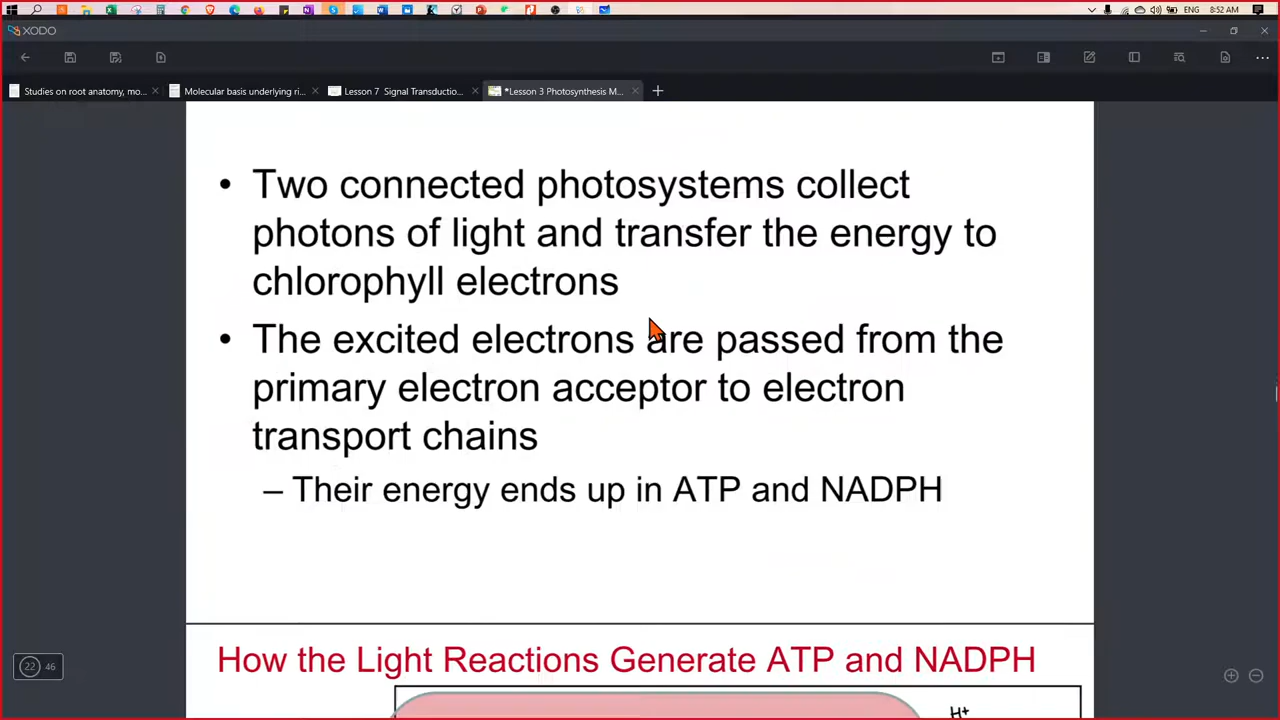 ENG 8:52 AM
XODO
Studies on root anatomy, mo...
Molecular basis underlying ri...
Lesson 7 Signal Transductio...
*Lesson 3 Photosynthesis M...
• Two connected photosystems collect
photons of light and transfer the energy to
chlorophyll electrons
• The excited electrons are passed from the
primary electron acceptor to electron
transport chains
– Their energy ends up in ATP and NADPH
22 46
How the Light Reactions Generate ATP and NADPH
H+